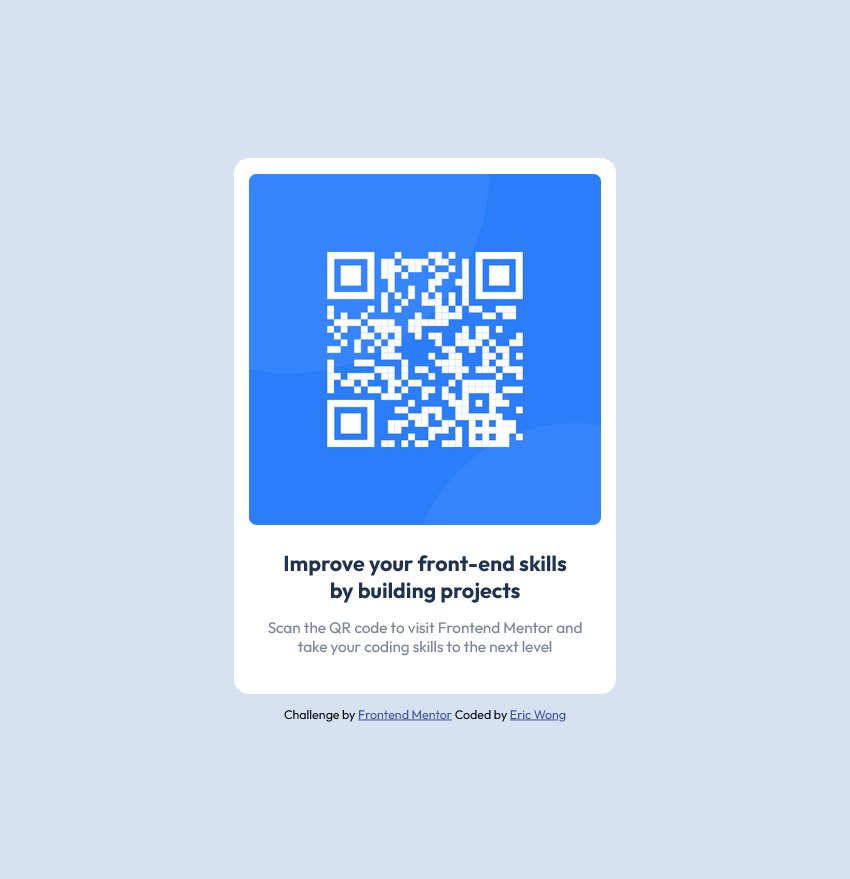 Improve your front-end skills
by building projects
Scan the QR code to visit Frontend Mentor and
take your coding skills to the next level
Challenge by Frontend Mentor Coded by Eric Wong